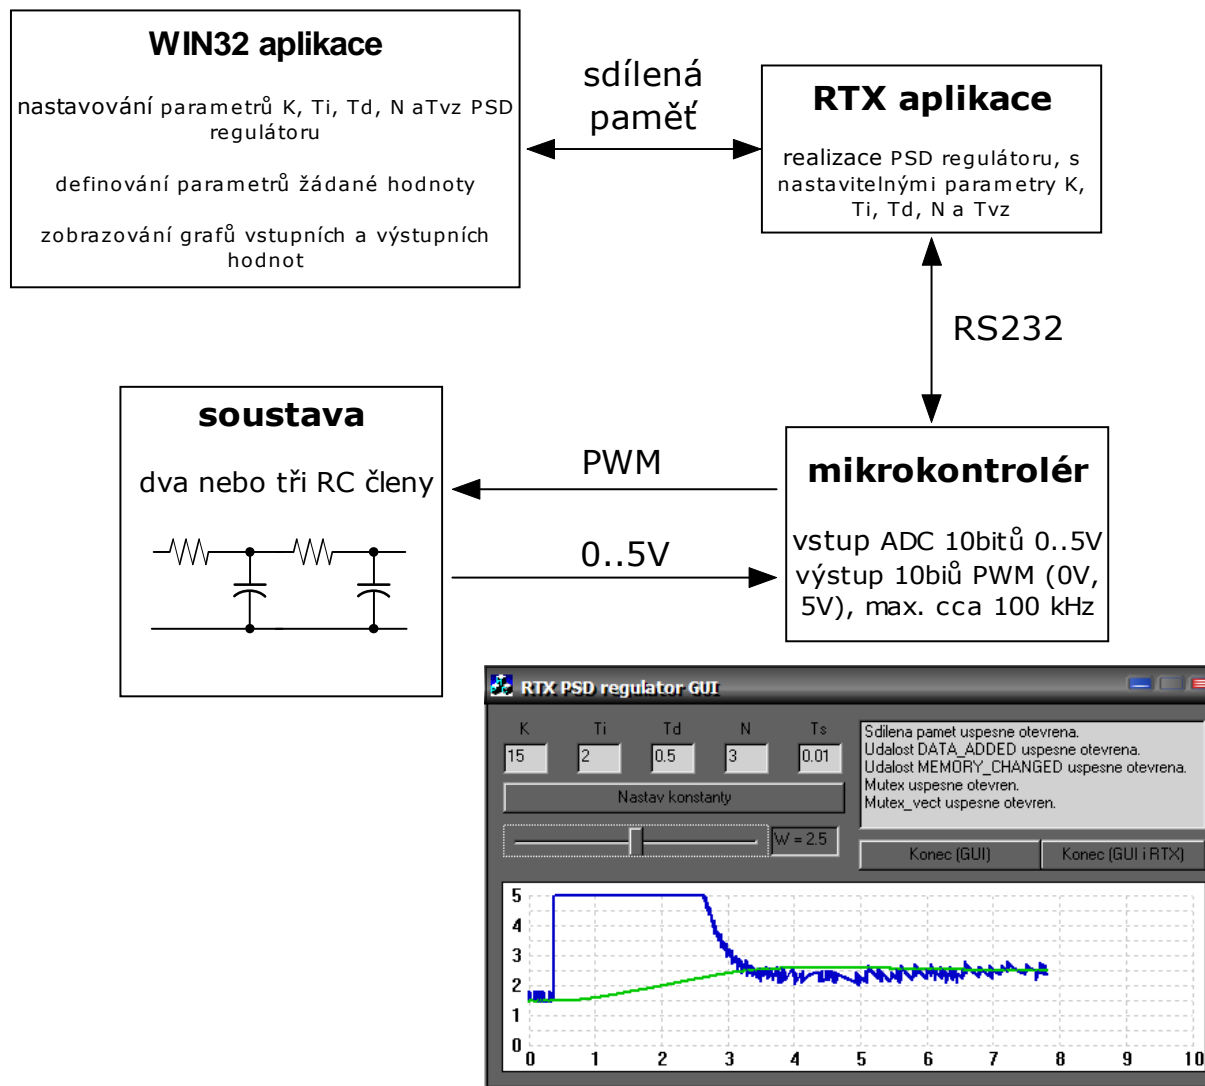 WIN32 aplikace
nastavování parametrů K, Ti, Td, N aTvz PSD
regulátoru
definování parametrů žádané hodnoty
zobrazování grafů vstupních a výstupních
hodnot
sdílená
paměť
RTX aplikace
realizace PSD regulátoru, s
nastavitelnými parametry K,
Ti, Td, N a Tvz
RS232
soustava
dva nebo tři RC členy
PWM
0..5V
mikrokontrolér
vstup ADC 10bitů 0..5V
výstup 10biů PWM (0V,
5V), max. cca 100 kHz
RTX PSD regulator GUI
K Ti Td N Ts
15 2 0.5 3 0.01
Nastav konstanty
W = 2.5
Sdilena pamet uspesne otevrena.
Udalost DATA_ADDED uspesne otevrena.
Udalost MEMORY_CHANGED uspesne otevrena.
Mutex uspesne otevren.
Mutex_vect uspesne otevren.
Konec (GUI) Konec (GUI i RTX)
5
4
3
2
1
0
0 1 2 3 4 5 6 7 8 9 10